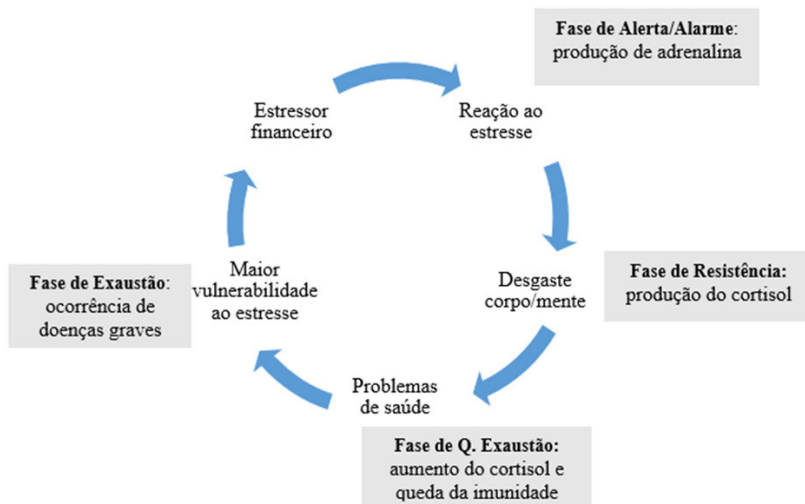 Fase de Alerta/Alarme:
produção de adrenalina
Estressor
financeiro
Reação ao
estresse
Fase de Resistência:
produção do cortisol
Desgaste
corpo/mente
Fase de Q. Exaustão:
aumento do cortisol e
queda da imunidade
Problemas
de saúde
Fase de Exaustão:
ocorrência de
doenças graves
Maior
vulnerabilidade
ao estresse